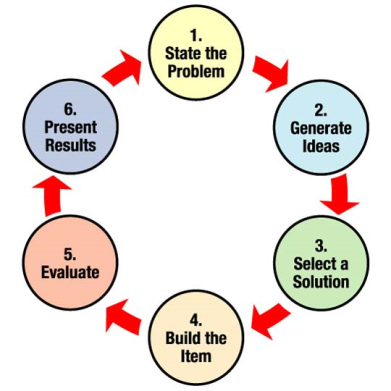 1.
State the
Problem
2.
Generate
Ideas
3.
Select a
Solution
4.
Build the
Item
5.
Evaluate
6.
Present
Results